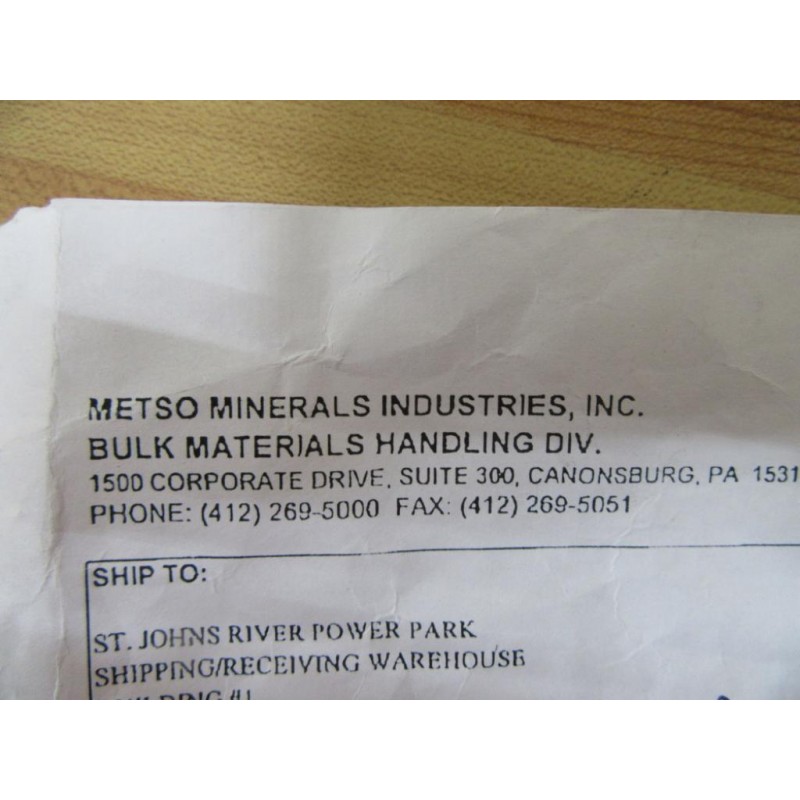 METSO MINERALS INDUSTRIES, INC.
BULK MATERIALS HANDLING DIV.
1500 CORPORATE DRIVE, SUITE 300, CANONSBURG, PA 1531
PHONE: (412) 269-5000 FAX: (412) 269-5051
SHIP TO:
ST. JOHNS RIVER POWER PARK
SHIPPING/RECEIVING WAREHOUSE